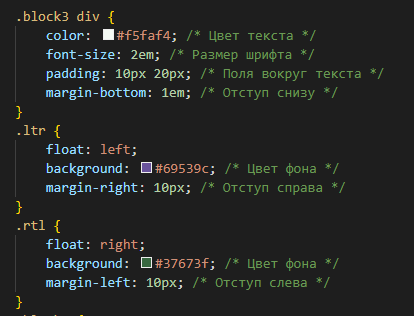 .block3 div {
    color: #f5faf4; /* Цвет текста */
    font-size: 2em; /* Размер шрифта */
    padding: 10px 20px; /* Поля вокруг текста */
    margin-bottom: 1em; /* Отступ снизу */
}
.ltr {
    float: left;
    background: #69539c; /* Цвет фона */
    margin-right: 10px; /* Отступ справа */
}
.rtl {
    float: right;
    background: #37673f; /* Цвет фона */
    margin-left: 10px; /* Отступ слева */
}